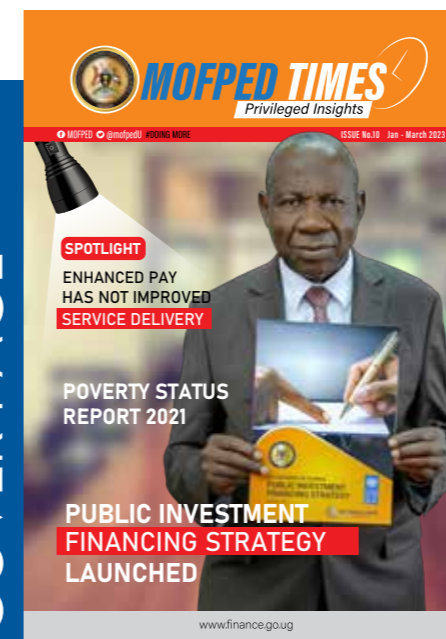 MOFPED TIMES
Privileged Insights
MOFPED @mofpedU #DOING MORE
ISSUE No.10 Jan - March 2023
SPOTLIGHT
ENHANCED PAY
HAS NOT IMPROVED
SERVICE DELIVERY
POVERTY STATUS
REPORT 2021
PUBLIC INVESTMENT
FINANCING STRATEGY
PUBLIC INVESTMENT
FINANCING STRATEGY
LAUNCHED
www.finance.go.ug